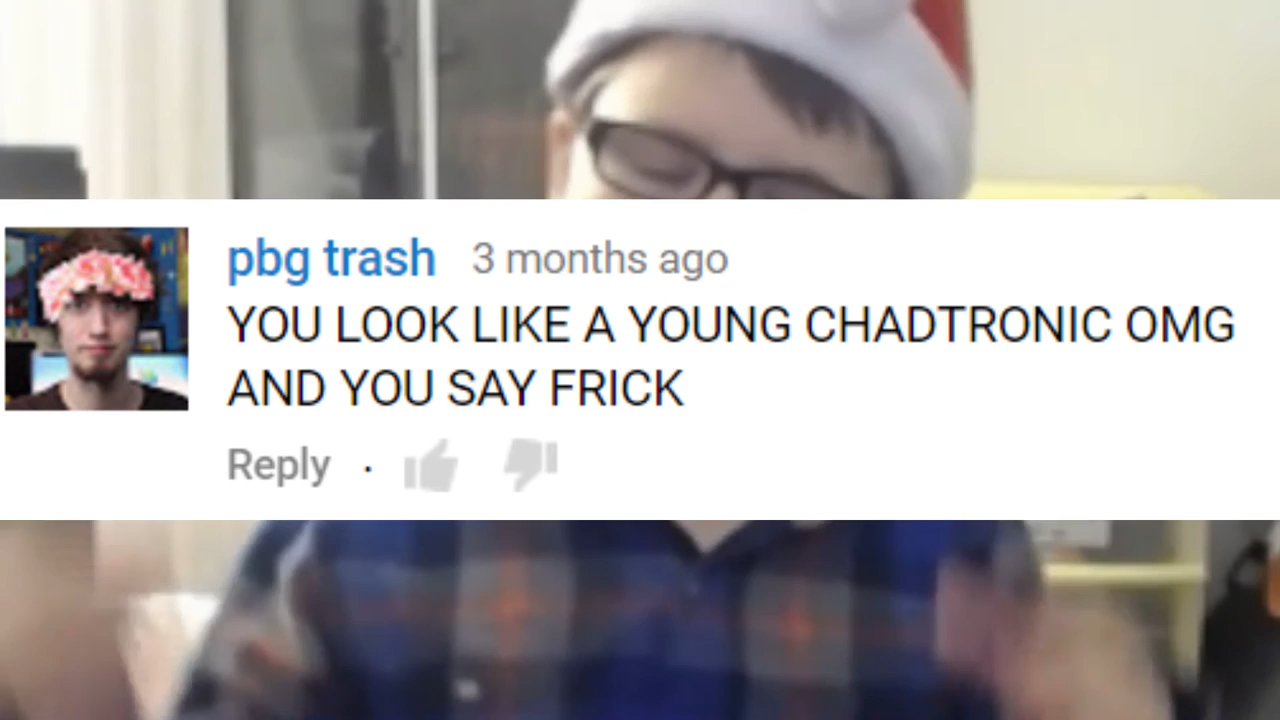 pbg trash 3 months ago
YOU LOOK LIKE A YOUNG CHADTRONIC OMG
AND YOU SAY FRICK
Reply ·